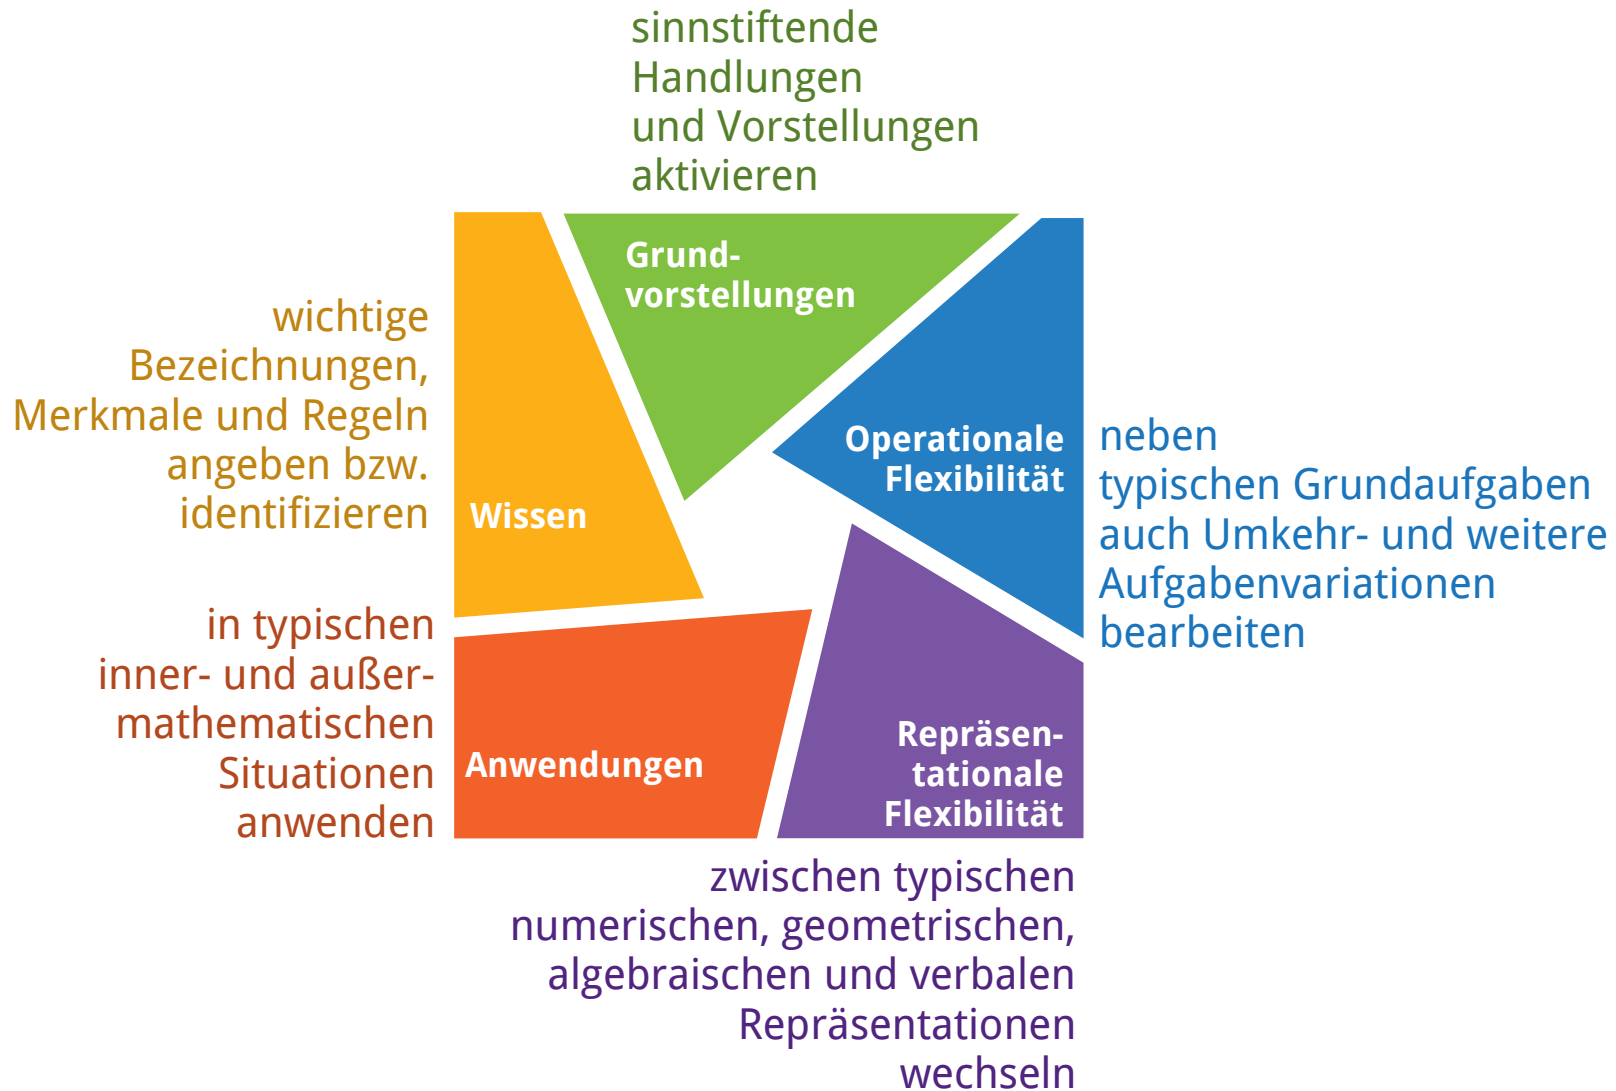 sinnstiftende
Handlungen
und Vorstellungen
aktivieren
Grund-
vorstellungen
wichtige
Bezeichnungen,
Merkmale und Regeln
angeben bzw.
identifizieren
Wissen
Operationale
Flexibilität
neben
typischen Grundaufgaben
auch Umkehr- und weitere
Aufgabenvariationen
bearbeiten
in typischen
inner- und außer-
mathematischen
Situationen
anwenden
Anwendungen
Repräsen-
tationale
Flexibilität
zwischen typischen
numerischen, geometrischen,
algebraischen und verbalen
Repräsentationen
wechseln